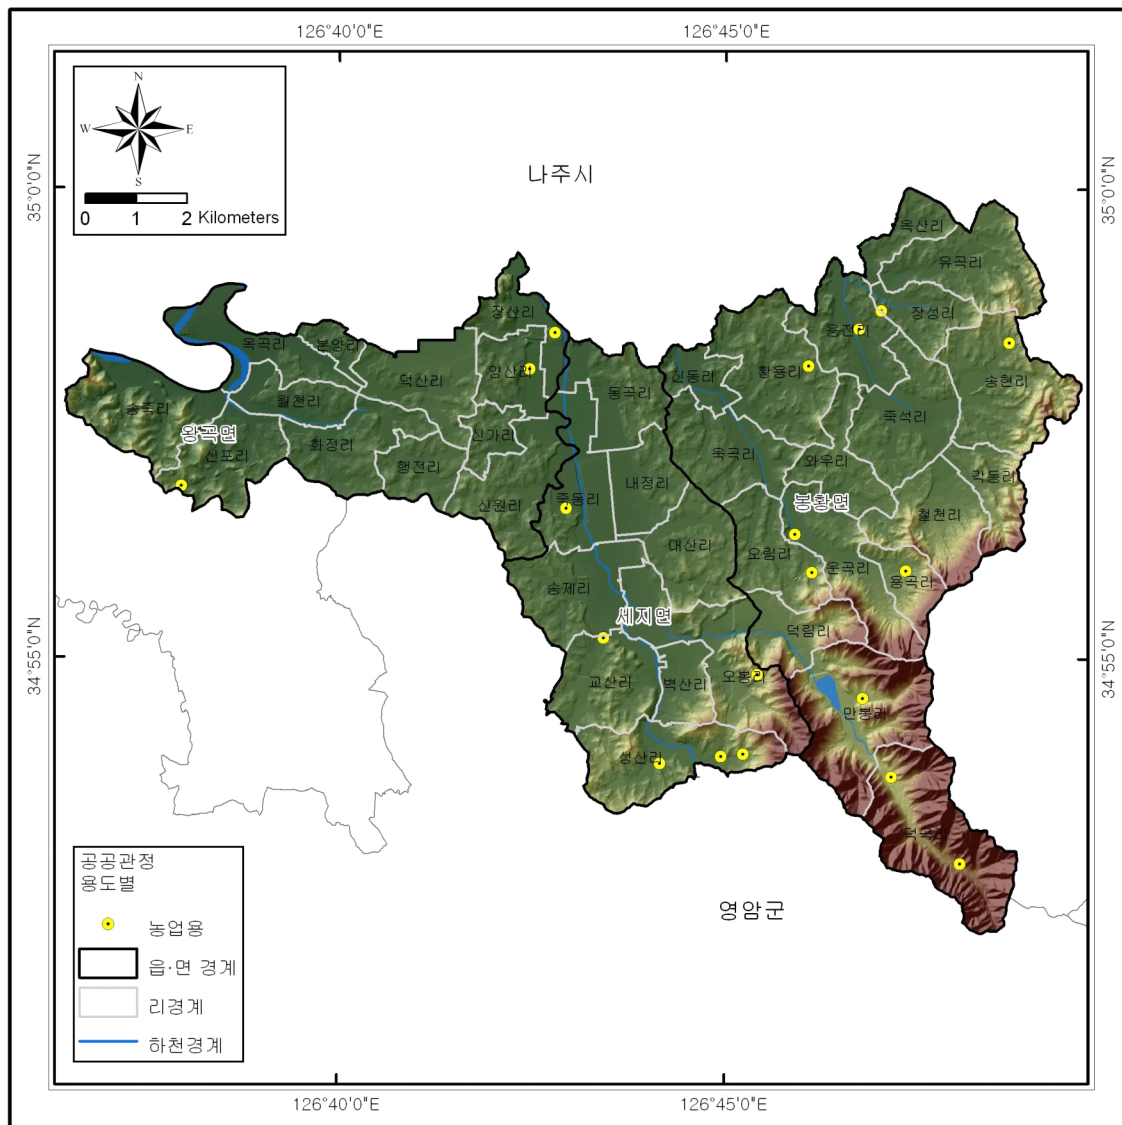 126°40'0"E
126°45'0"E
N
W
E
S
0 1 2 Kilometers
35°0'0"N
35°0'0"N
나주시
옥산리
유곡리
장성리
용전리
장산리
옥곡리
봉양리
양산리
덕산리
동곡리
신동리
황용리
송현리
송죽리
월천리
죽석리
왕곡면
신포리
화정리
신가리
행전리
욱곡리
와우리
각동리
내정리
봉황면
철천리
신원리
죽동리
대산리
오림리
운곡리
용곡리
송제리
세지면
덕림리
34°55'0"N
34°55'0"N
교산리
벽산리
오봉리
만봉리
성산리
덕곡리
공공관정
용도별
농업용
읍·면 경계
리경계
하천경계
영암군
126°40'0"E
126°45'0"E